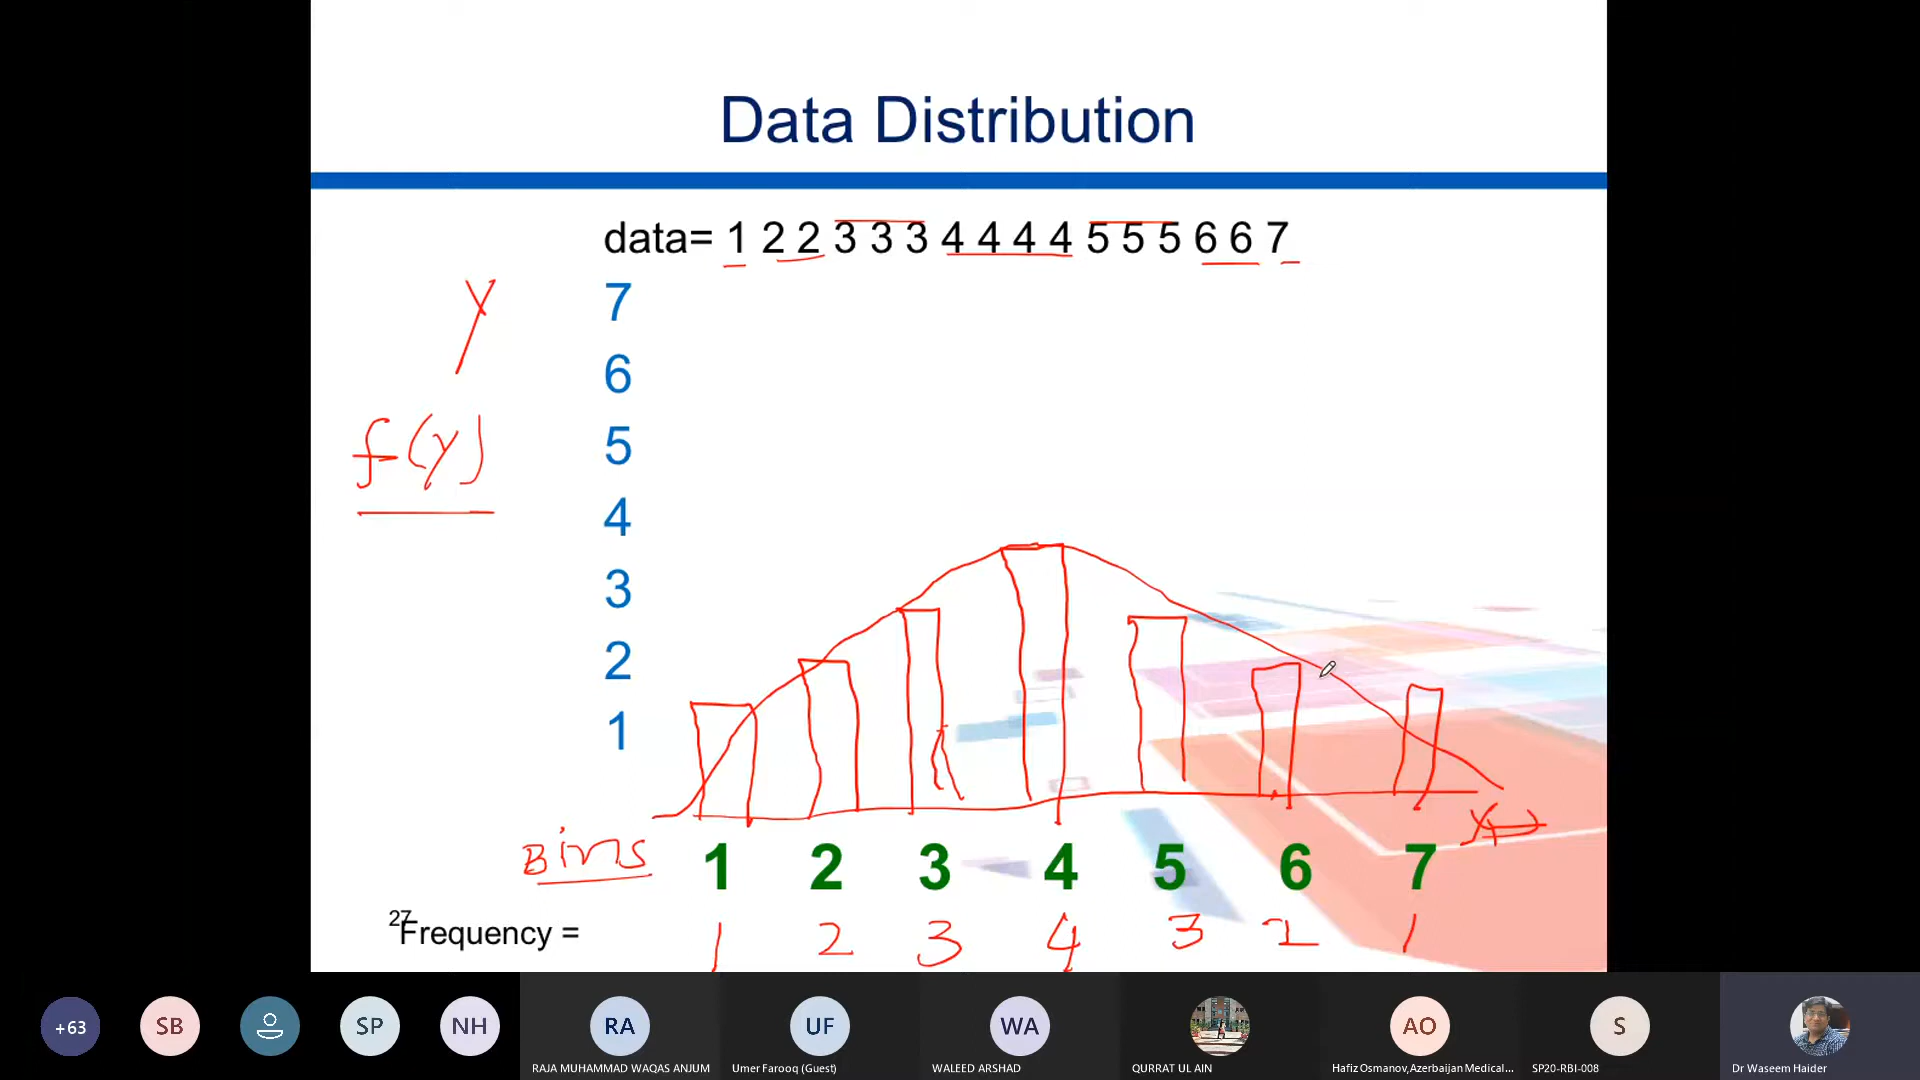 Data Distribution
data= 1 2 2 3 3 3 4 4 4 4 5 5 5 6 6 7
y
7
6
f(y)
5
4
3
2
1
Bins 1 2 3 4 5 6 7
27
Frequency = 1 2 3 4 3 2 1
+63 SB SP NH RA UF WA AO S
RAJA MUHAMMAD WAQAS ANJUM Umer Farooq (Guest) WALEED ARSHAD QURRAT UL AIN Hafiz Osmanov,Azerbaijan Medical... SP20-RBI-008 Dr Waseem Haider